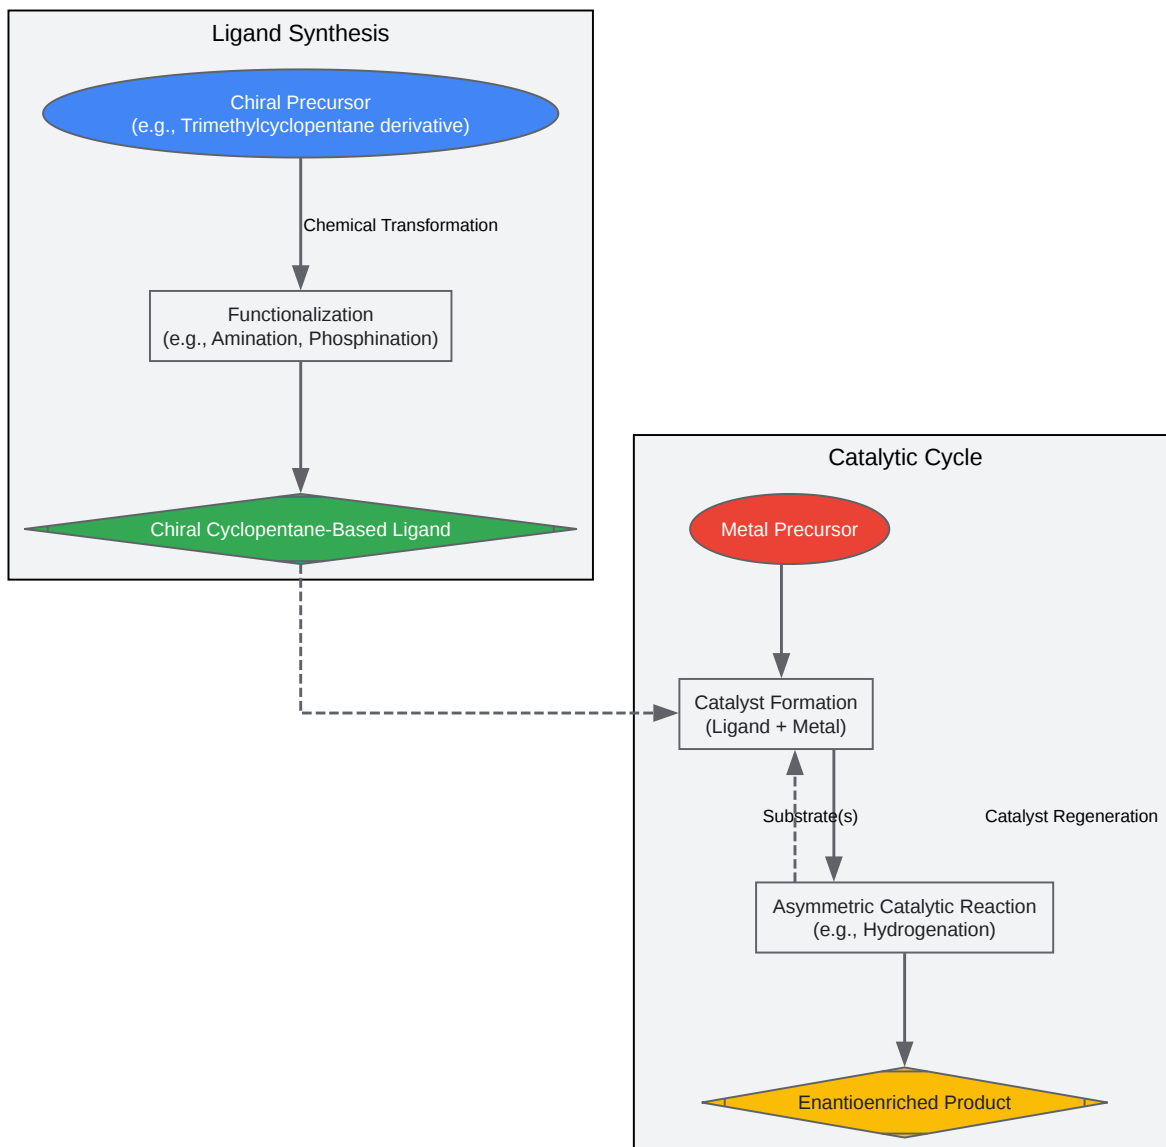 Ligand Synthesis
Chiral Precursor
(e.g., Trimethylcyclopentane derivative)
Chemical Transformation
Functionalization
(e.g., Amination, Phosphination)
Chiral Cyclopentane-Based Ligand
Catalytic Cycle
Metal Precursor
Catalyst Formation
(Ligand + Metal)
Substrate(s)
Catalyst Regeneration
Asymmetric Catalytic Reaction
(e.g., Hydrogenation)
Enantioenriched Product